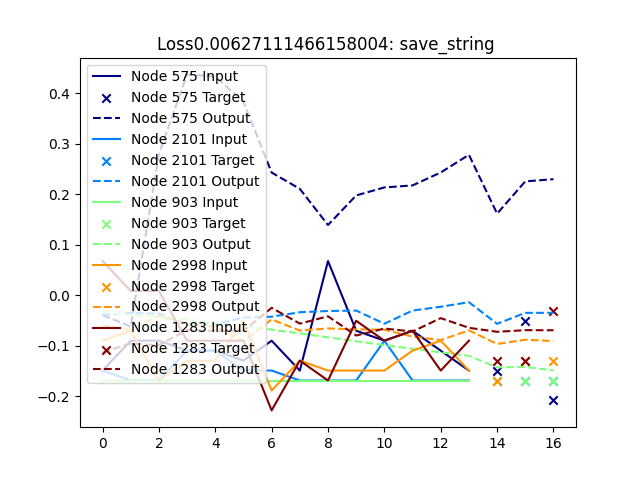 Loss0.00627111466158004: save_string
Node 575 Input
Node 575 Target
Node 575 Output
Node 2101 Input
Node 2101 Target
Node 2101 Output
Node 903 Input
Node 903 Target
Node 903 Output
Node 2998 Input
Node 2998 Target
Node 2998 Output
Node 1283 Input
Node 1283 Target
Node 1283 Output
0.4
0.3
0.2
0.1
0.0
−0.1
−0.2
0 2 4 6 8 10 12 14 16